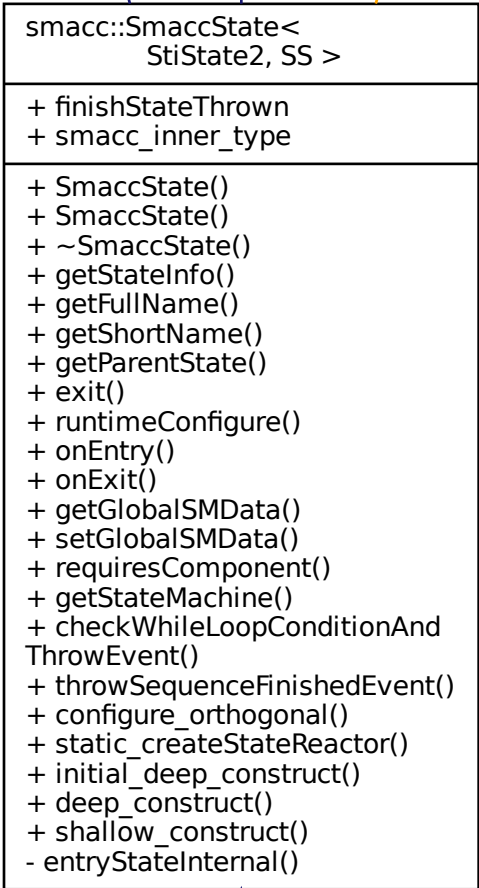 smacc::SmaccState<
StiState2, SS >
+ finishStateThrown
+ smacc_inner_type
+ SmaccState()
+ SmaccState()
+ ~SmaccState()
+ getStateInfo()
+ getFullName()
+ getShortName()
+ getParentState()
+ exit()
+ runtimeConfigure()
+ onEntry()
+ onExit()
+ getGlobalSMData()
+ setGlobalSMData()
+ requiresComponent()
+ getStateMachine()
+ checkWhileLoopConditionAnd
ThrowEvent()
+ throwSequenceFinishedEvent()
+ configure_orthogonal()
+ static_createStateReactor()
+ initial_deep_construct()
+ deep_construct()
+ shallow_construct()
- entryStateInternal()